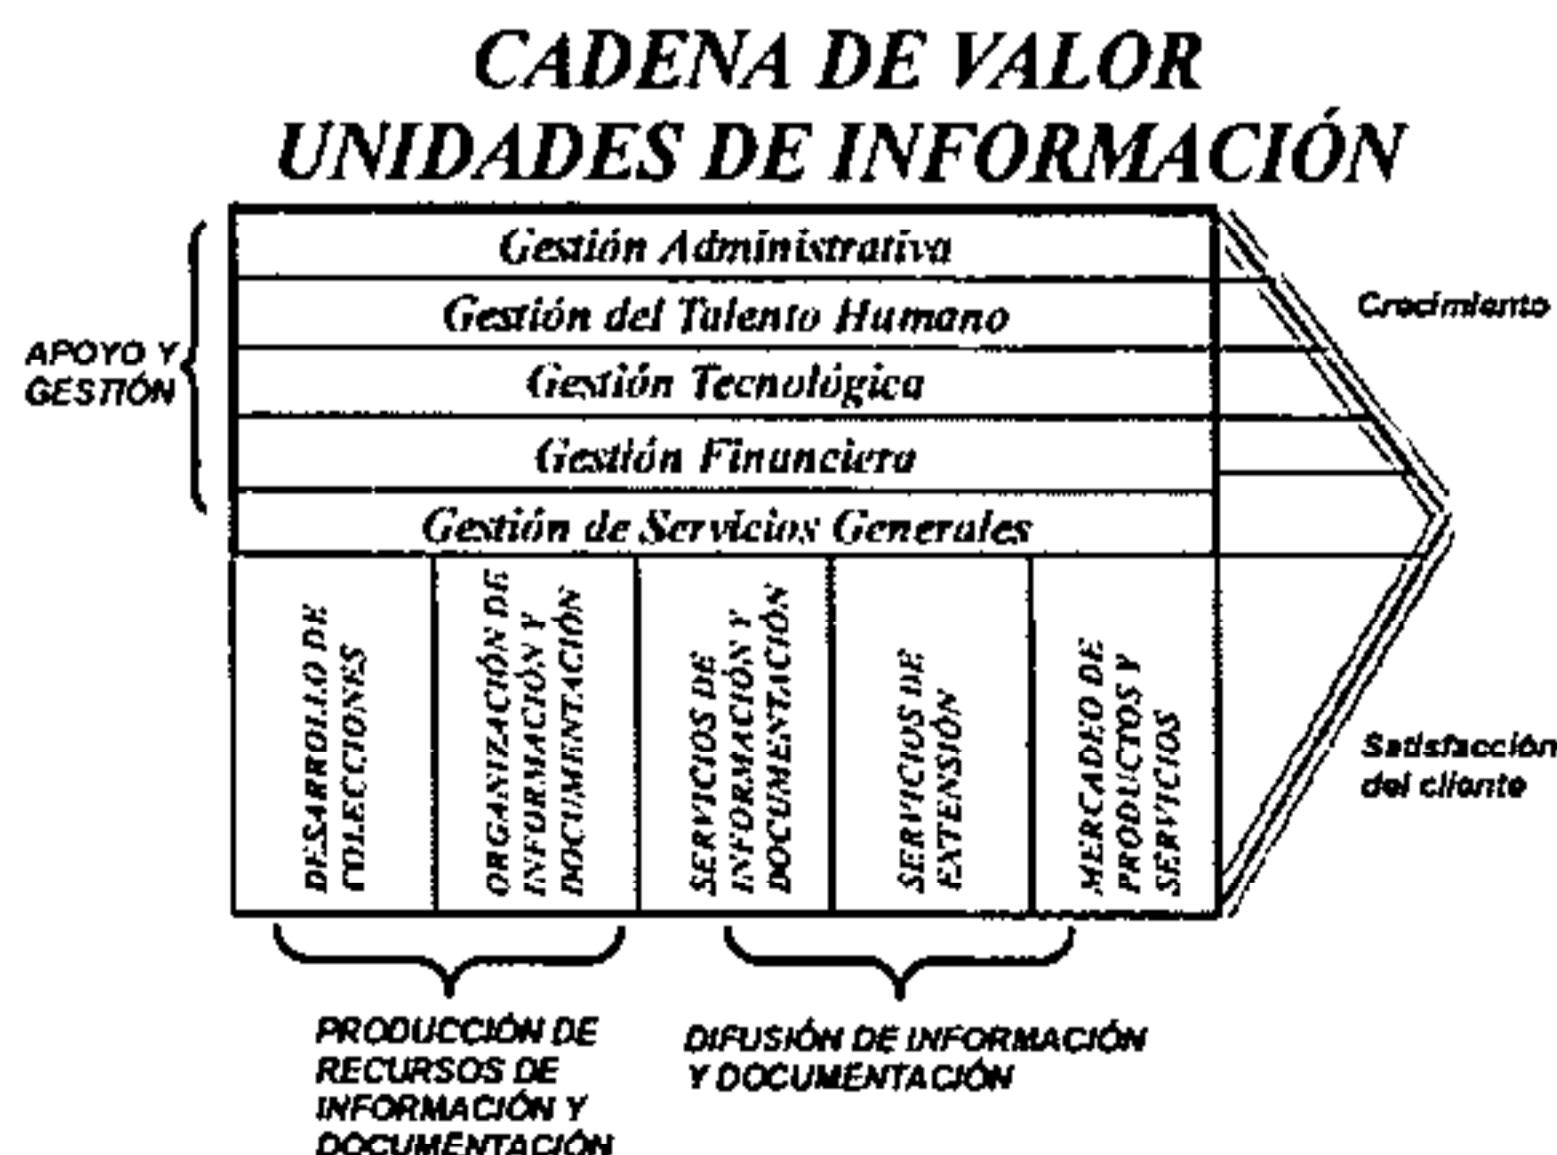 CADENA DE VALOR
UNIDADES DE INFORMACIÓN
Gestión Administrativa
Gestión del Talento Humano
Gestión Tecnológica
Gestión Financiera
Gestión de Servicios Generales
APOYO Y
GESTIÓN
Crecimiento
DESARROLLO DE
COLECCIONES
ORGANIZACIÓN DE
INFORMACIÓN Y
DOCUMENTACIÓN
SERVICIOS DE
INFORMACIÓN Y
DOCUMENTACIÓN
SERVICIOS DE
EXTENSIÓN
MERCADEO DE
PRODUCTOS Y
SERVICIOS
Satisfacción
del cliente
PRODUCCIÓN DE
RECURSOS DE
INFORMACIÓN Y
DOCUMENTACIÓN
DIFUSIÓN DE INFORMACIÓN
Y DOCUMENTACIÓN